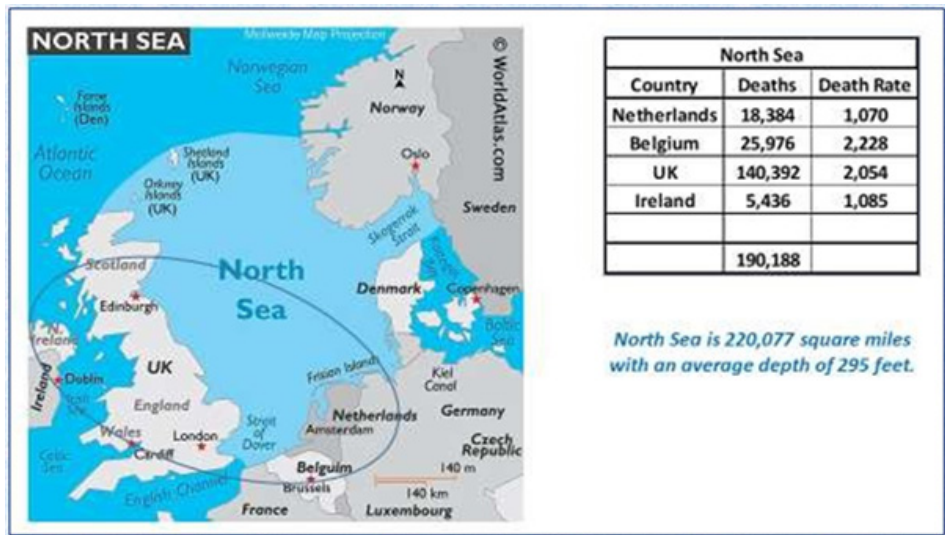 NORTH SEA
Mollweide Map Projection
© WorldAtlas.com
Norwegian
Sea
N
Faroe
Islands
(Den)
Norway
Atlantic
Ocean
Shetland
Islands
(UK)
Oslo
Orkney
Islands
(UK)
Sweden
Skagerrak
Strait
Scotland
North
Sea
Denmark
Copenhagen
Edinburgh
Baltic
Sea
N.
Ireland
UK
Frisian Islands
Kiel
Canal
Ireland
Dublin
Irish
Sea
England
Netherlands
Germany
Wales
London
Strait
of
Dover
Amsterdam
Czech
Republic
Cardiff
Celtic
Sea
Belguim
Brussels
140 m
140 km
English Channel
France
Luxembourg
North Sea
Country Deaths Death Rate
Netherlands 18,384 1,070
Belgium 25,976 2,228
UK 140,392 2,054
Ireland 5,436 1,085
190,188
North Sea is 220,077 square miles
with an average depth of 295 feet.